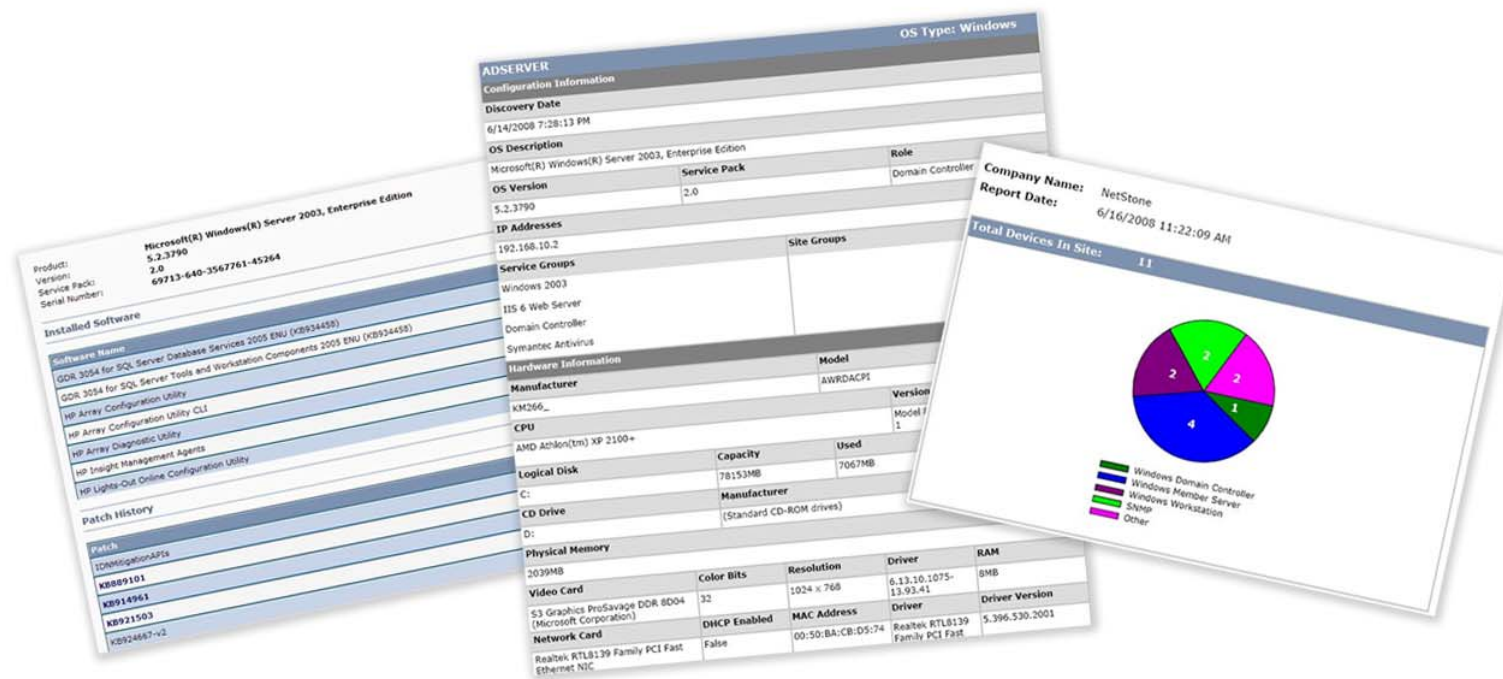 Product: Microsoft(R) Windows(R) Server 2003, Enterprise Edition
Version: 5.2.3790
Service Pack: 2.0
Serial Number: 69713-640-3567761-45264
Installed Software
Software Name
GDR 3054 for SQL Server Database Services 2005 ENU (KB934458)
GDR 3054 for SQL Server Tools and Workstation Components 2005 ENU (KB934458)
HP Array Configuration Utility
HP Array Configuration Utility CLI
HP Array Diagnostic Utility
HP Insight Management Agents
HP Lights-Out Online Configuration Utility
Patch History
Patch
IDNMitigationAPIs
KB889101
KB914961
KB921503
KB924667-v2
ADSERVER OS Type: Windows
Configuration Information
Discovery Date
6/14/2008 7:28:13 PM
OS Description
Microsoft(R) Windows(R) Server 2003, Enterprise Edition
OS Version Service Pack Role
5.2.3790 2.0 Domain Controller
IP Addresses
192.168.10.2
Service Groups Site Groups
Windows 2003
IIS 6 Web Server
Domain Controller
Symantec Antivirus
Hardware Information
Manufacturer Model
KM266_ AWRDACPI
CPU Version
AMD Athlon(tm) XP 2100+ Model
1
Logical Disk Capacity Used
C: 78153MB 7067MB
CD Drive Manufacturer
D: (Standard CD-ROM drives)
Physical Memory
2039MB
Video Card Color Bits Resolution Driver RAM
S3 Graphics ProSavage DDR 8D04 32 1024 x 768 6.13.10.1075- 8MB
(Microsoft Corporation) 13.93.41
Network Card DHCP Enabled MAC Address Driver Driver Version
Realtek RTL8139 Family PCI Fast False 00:50:BA:CB:D5:74 Realtek RTL8139 5.396.530.2001
Ethernet NIC Family PCI Fast
Company Name: NetStone
Report Date: 6/16/2008 11:22:09 AM
Total Devices In Site: 11
2
2
2
1
4
Windows Domain Controller
Windows Member Server
Windows Workstation
SNMP
Other